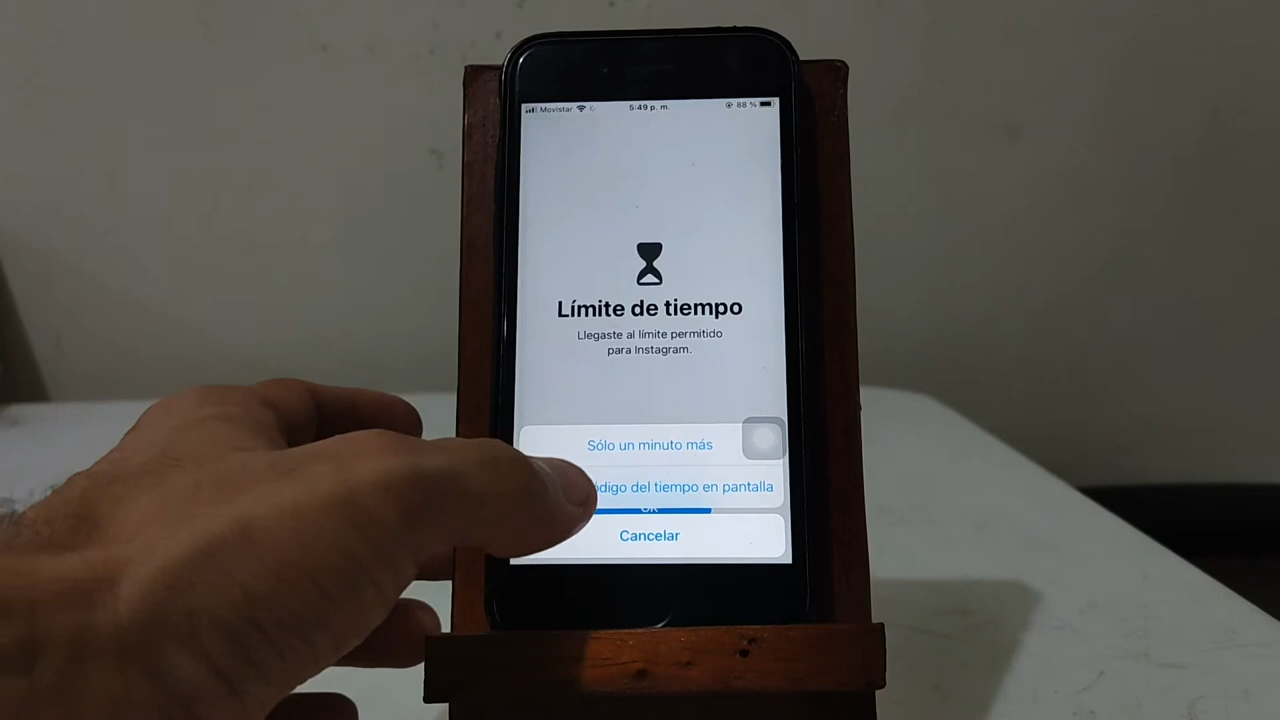 Movistar 5:49 p. m. 88 %
Límite de tiempo
Llegaste al límite permitido
para Instagram.
Sólo un minuto más
del tiempo en pantalla
Cancelar